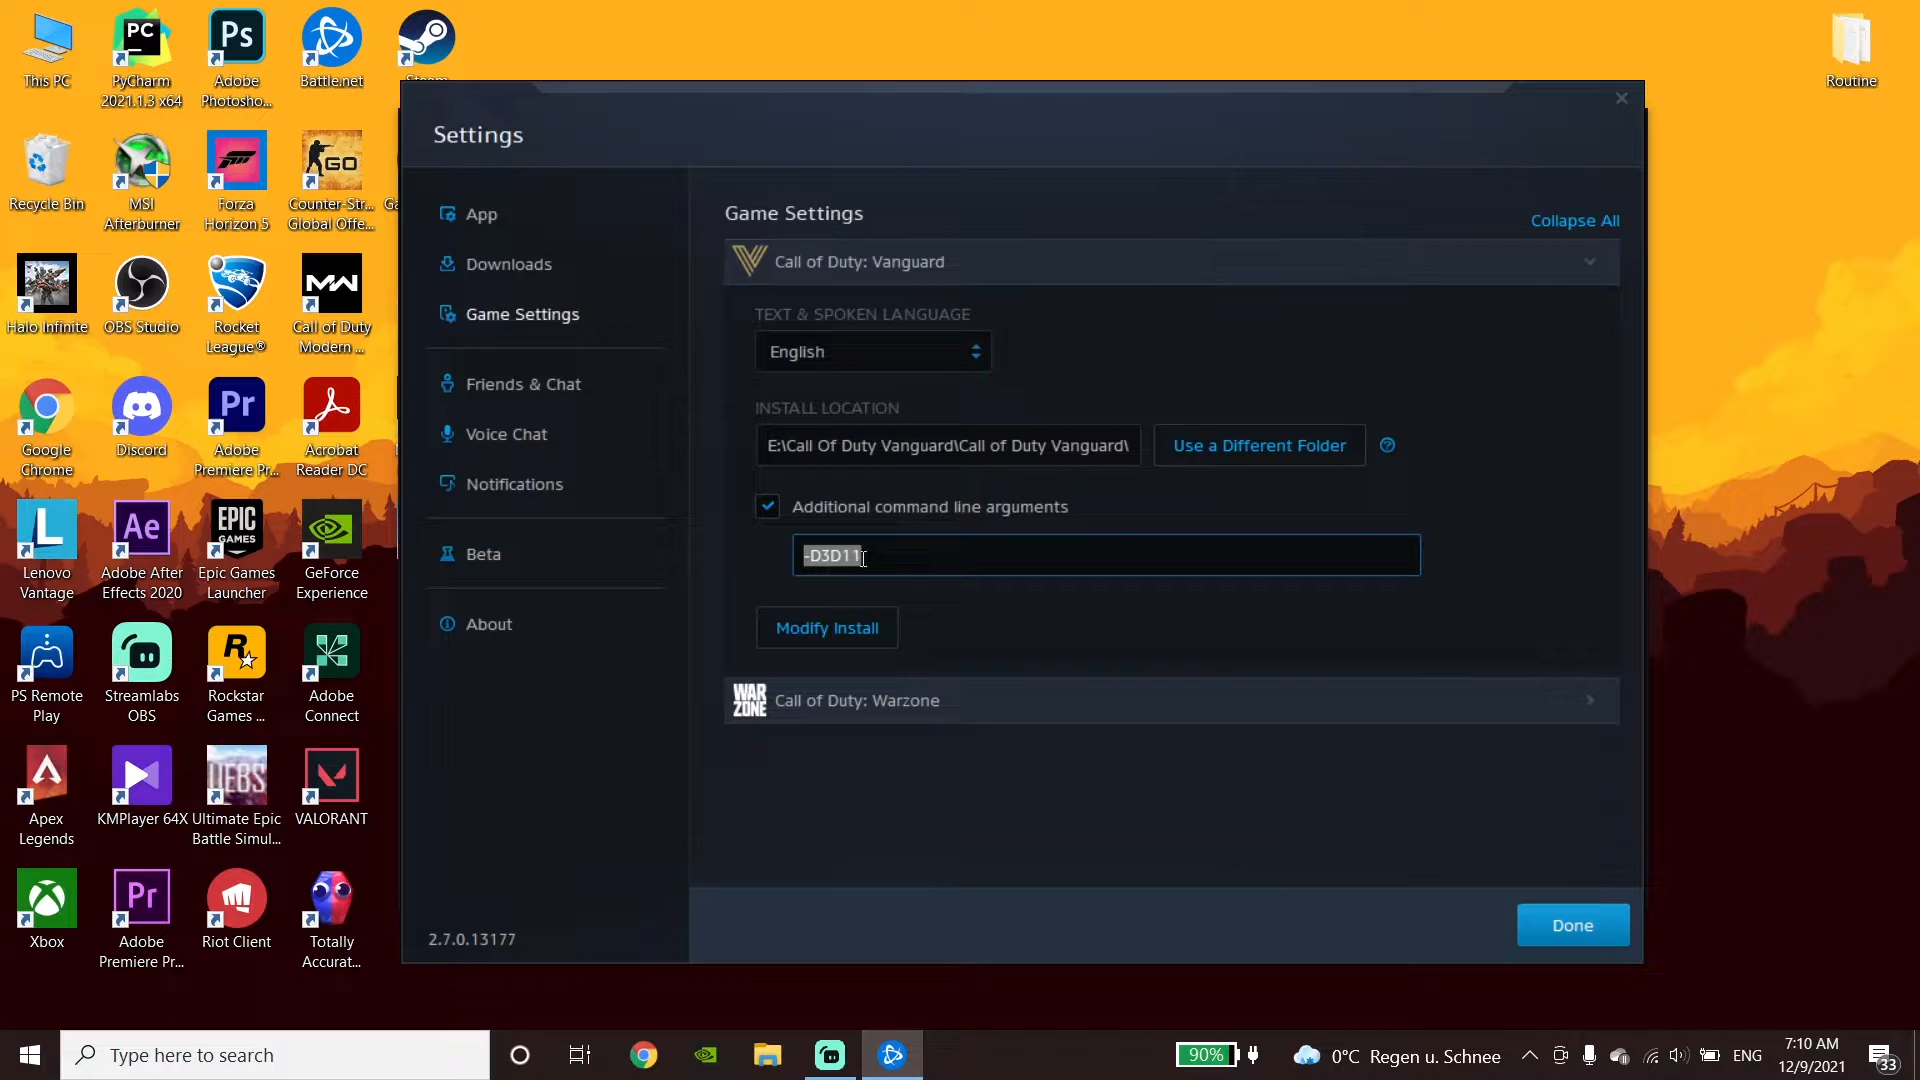 This PC
PyCharm
2021.1.3 x64
Adobe
Photosho...
Battle.net
Routine
Recycle Bin
MSI
Afterburner
Forza
Horizon 5
Counter-Str...
Global Offe...
Halo Infinite
OBS Studio
Rocket
League®
Call of Duty
Modern ...
Google
Chrome
Discord
Adobe
Premiere Pr...
Acrobat
Reader DC
Lenovo
Vantage
Adobe After
Effects 2020
Epic Games
Launcher
GeForce
Experience
PS Remote
Play
Streamlabs
OBS
Rockstar
Games ...
Adobe
Connect
Apex
Legends
KMPlayer 64X
Ultimate Epic
Battle Simul...
VALORANT
Xbox
Adobe
Premiere Pr...
Riot Client
Totally
Accurat...
Settings
App
Downloads
Game Settings
Friends & Chat
Voice Chat
Notifications
Beta
About
2.7.0.13177
Game Settings
Collapse All
Call of Duty: Vanguard
TEXT & SPOKEN LANGUAGE
English
INSTALL LOCATION
E:\Call Of Duty Vanguard\Call of Duty Vanguard\
Use a Different Folder
Additional command line arguments
-D3D11
Modify Install
WAR
ZONE
Call of Duty: Warzone
Done
Type here to search
90%
0°C Regen u. Schnee
ENG
7:10 AM
12/9/2021
33